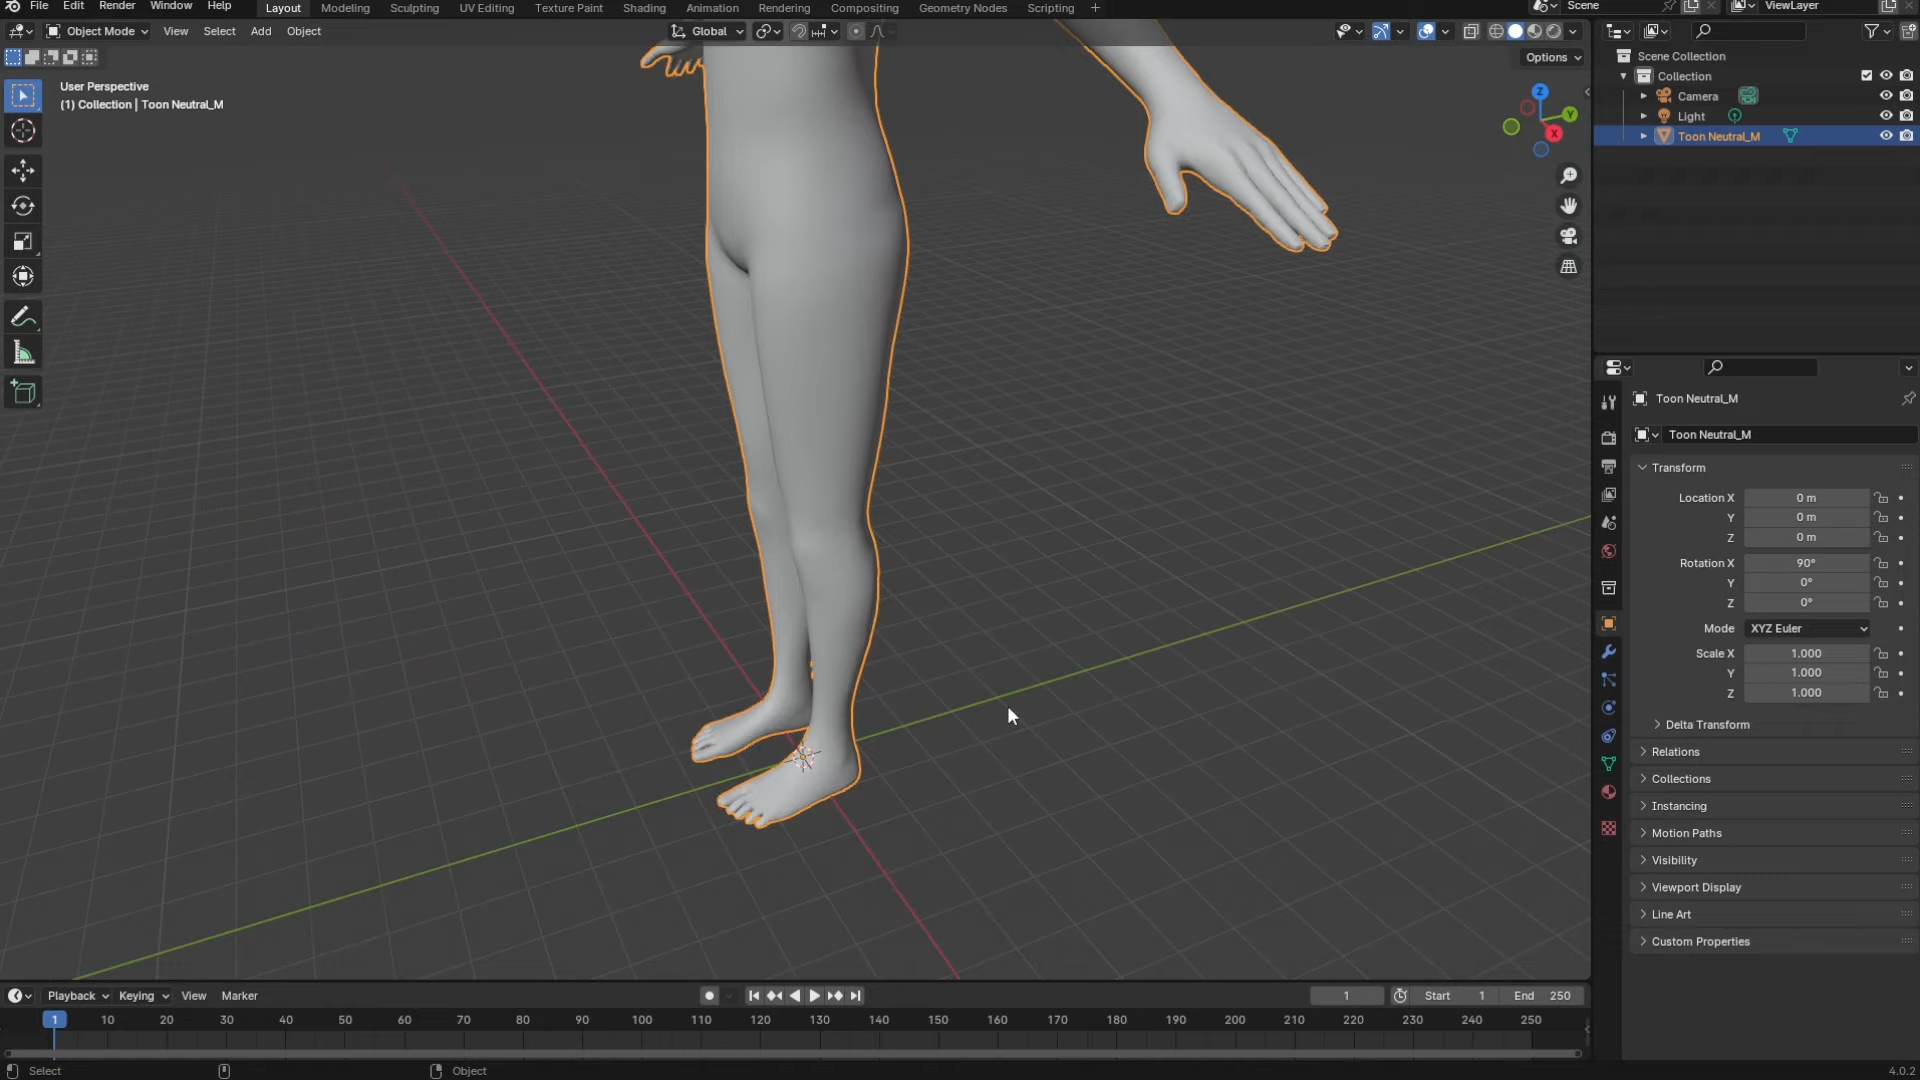 File Edit Render Window Help Layout Modeling Sculpting UV Editing Texture Paint Shading Animation Rendering Compositing Geometry Nodes Scripting + Scene ViewLayer
Object Mode View Select Add Object Global
Options
User Perspective
(1) Collection | Toon Neutral_M
Z
Y
X
Scene Collection
Collection
Camera
Light
Toon Neutral_M
Toon Neutral_M
Toon Neutral_M
Transform
Location X 0 m
Y 0 m
Z 0 m
Rotation X 90°
Y 0°
Z 0°
Mode XYZ Euler
Scale X 1.000
Y 1.000
Z 1.000
Delta Transform
Relations
Collections
Instancing
Motion Paths
Visibility
Viewport Display
Line Art
Custom Properties
Playback Keying View Marker 1 Start 1 End 250
1 10 20 30 40 50 60 70 80 90 100 110 120 130 140 150 160 170 180 190 200 210 220 230 240 250
Select Object 4.0.2